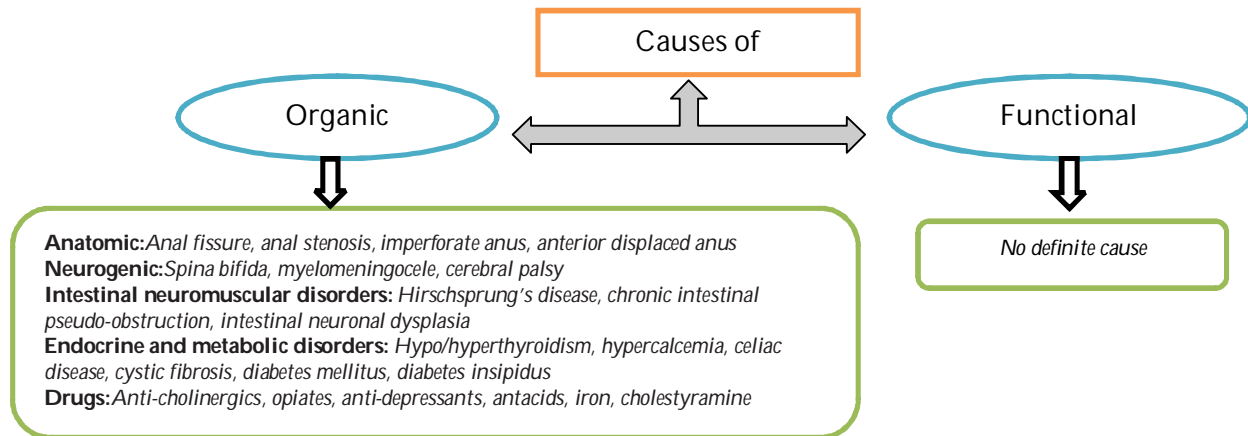 Causes of
Organic
Functional
Anatomic:Anal fissure, anal stenosis, imperforate anus, anterior displaced anus
Neurogenic:Spina bifida, myelomeningocele, cerebral palsy
Intestinal neuromuscular disorders: Hirschsprung's disease, chronic intestinal
pseudo-obstruction, intestinal neuronal dysplasia
Endocrine and metabolic disorders: Hypo/hyperthyroidism, hypercalcemia, celiac
disease, cystic fibrosis, diabetes mellitus, diabetes insipidus
Drugs:Anti-cholinergics, opiates, anti-depressants, antacids, iron, cholestyramine
No definite cause